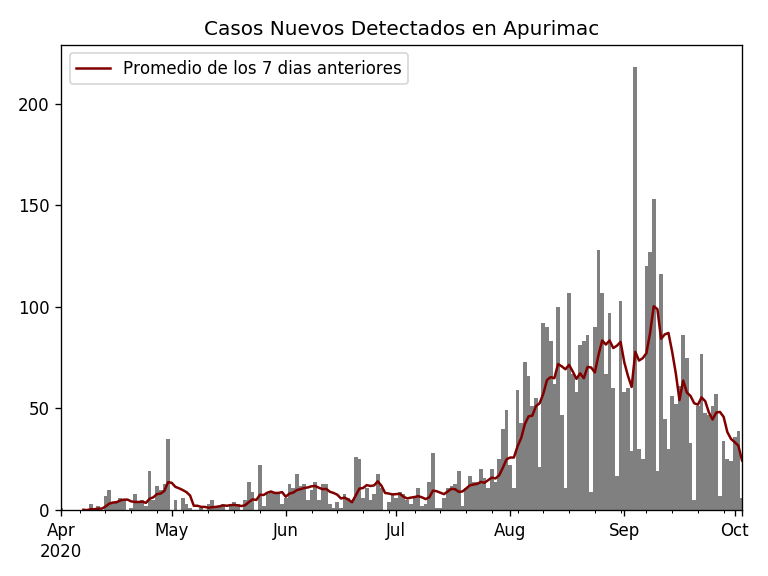 Casos Nuevos Detectados en Apurimac
Promedio de los 7 dias anteriores
200
150
100
50
0
Apr May Jun Jul Aug Sep Oct
2020